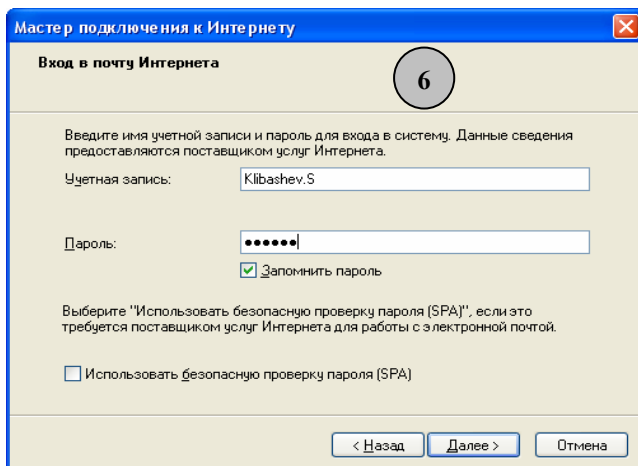 Мастер подключения к Интернету
Вход в почту Интернета
6
Введите имя учетной записи и пароль для входа в систему. Данные сведения
предоставляются поставщиком услуг Интернета.
Учетная запись:
Klibashev.S
Пароль:
●●●●●●
Запомнить пароль
Выберите "Использовать безопасную проверку пароля (SPA)", если это
требуется поставщиком услуг Интернета для работы с электронной почтой.
Использовать безопасную проверку пароля (SPA)
< Назад
Далее >
Отмена